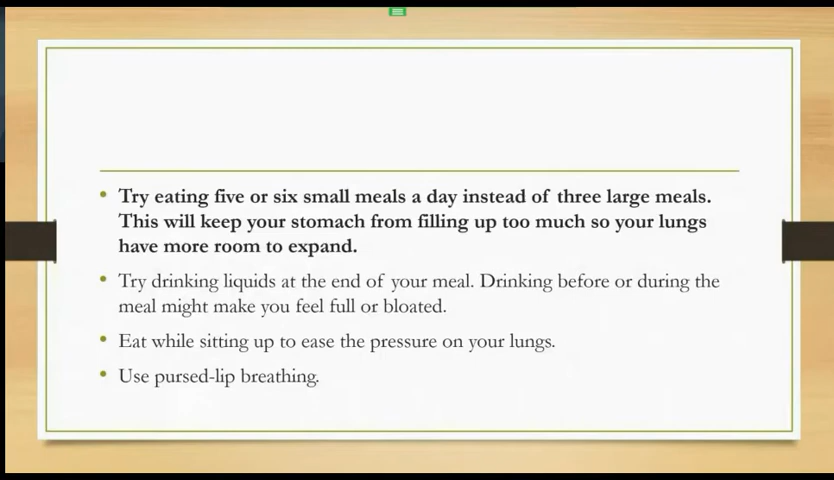 • Try eating five or six small meals a day instead of three large meals.
This will keep your stomach from filling up too much so your lungs
have more room to expand.
• Try drinking liquids at the end of your meal. Drinking before or during the
meal might make you feel full or bloated.
• Eat while sitting up to ease the pressure on your lungs.
• Use pursed-lip breathing.